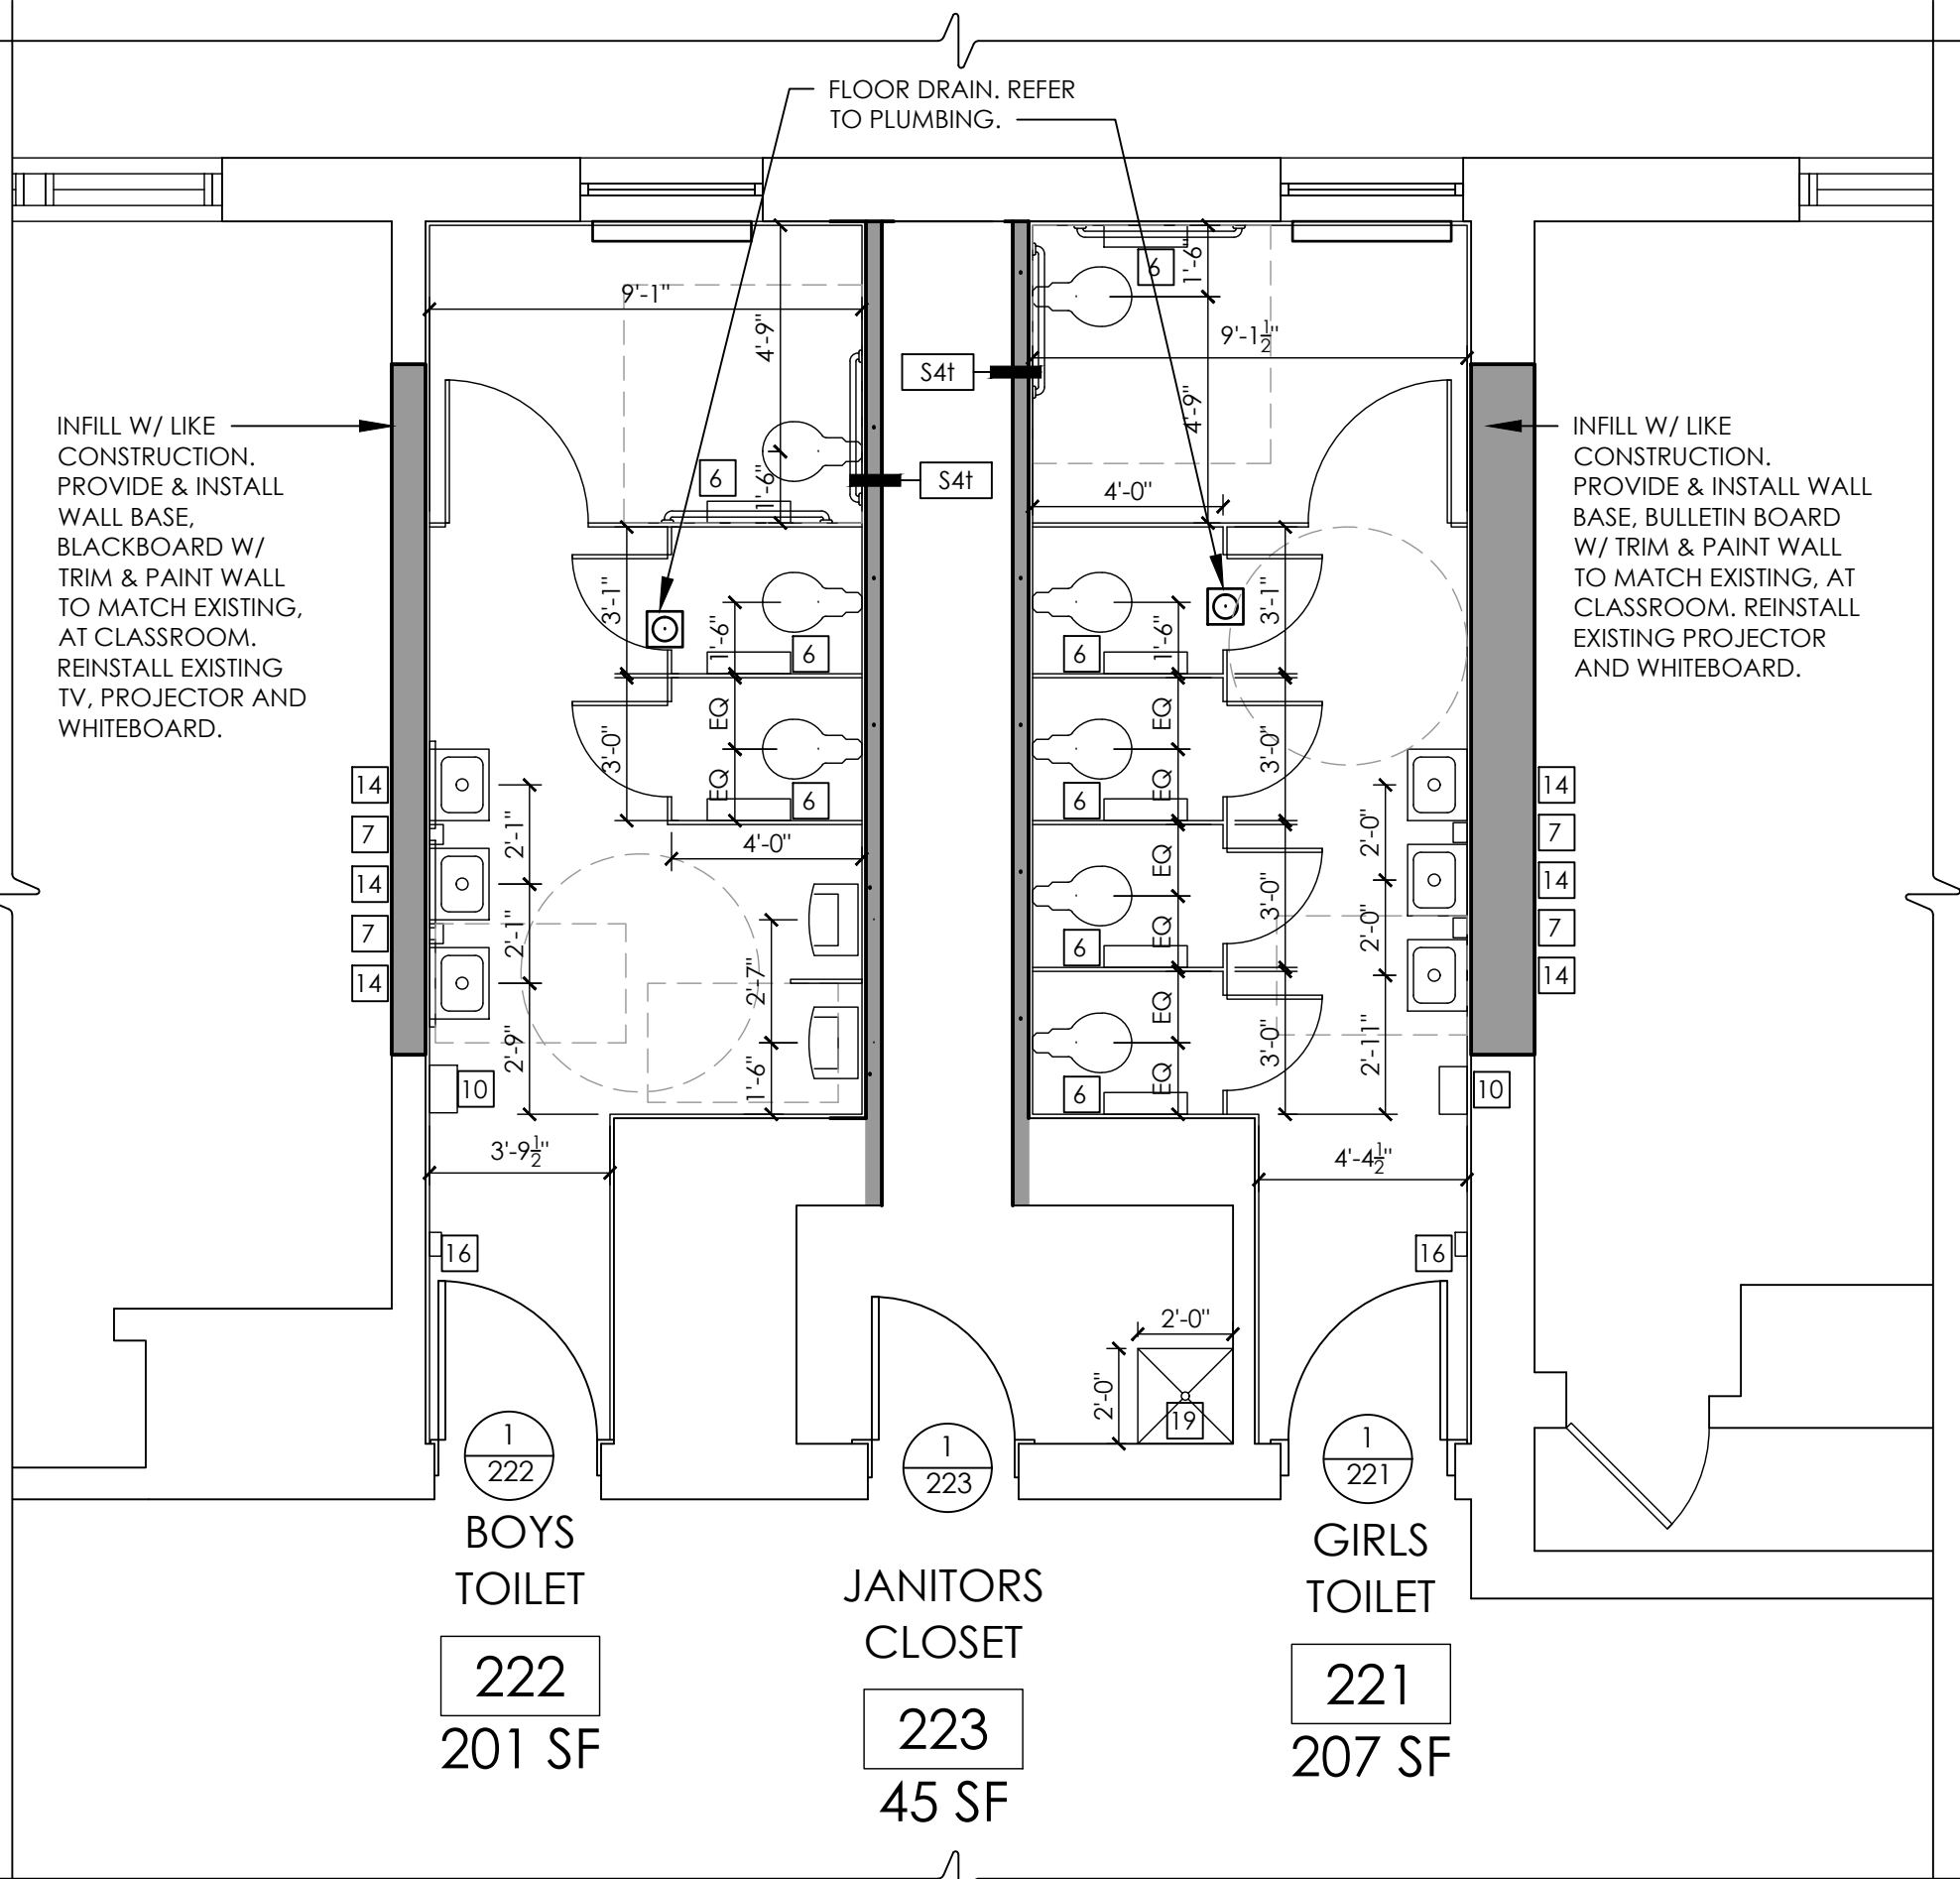 FLOOR DRAIN. REFER
TO PLUMBING.
INFILL W/ LIKE
CONSTRUCTION.
PROVIDE & INSTALL
WALL BASE,
BLACKBOARD W/
TRIM & PAINT WALL
TO MATCH EXISTING,
AT CLASSROOM.
REINSTALL EXISTING
TV, PROJECTOR AND
WHITEBOARD.
14
7
14
7
14
9'-1"
4'-9"
1'-6"
6
S4t
3'-1"
1'-6"
6
3'-0"
EQ
EQ
6
4'-0"
2'-1"
2'-1"
2'-9"
2'-7"
1'-6"
10
3'-9½"
16
S4t
6
1'-6"
9'-1½"
4'-9"
4'-0"
6
1'-6"
3'-1"
6
EQ
EQ
3'-0"
6
EQ
EQ
3'-0"
6
EQ
EQ
3'-0"
2'-0"
2'-0"
2'-11"
10
4'-4½"
16
2'-0"
2'-0"
19
INFILL W/ LIKE
CONSTRUCTION.
PROVIDE & INSTALL WALL
BASE, BULLETIN BOARD
W/ TRIM & PAINT WALL
TO MATCH EXISTING, AT
CLASSROOM. REINSTALL
EXISTING PROJECTOR
AND WHITEBOARD.
14
7
14
7
14
1
222
BOYS
TOILET
222
201 SF
1
223
JANITORS
CLOSET
223
45 SF
1
221
GIRLS
TOILET
221
207 SF